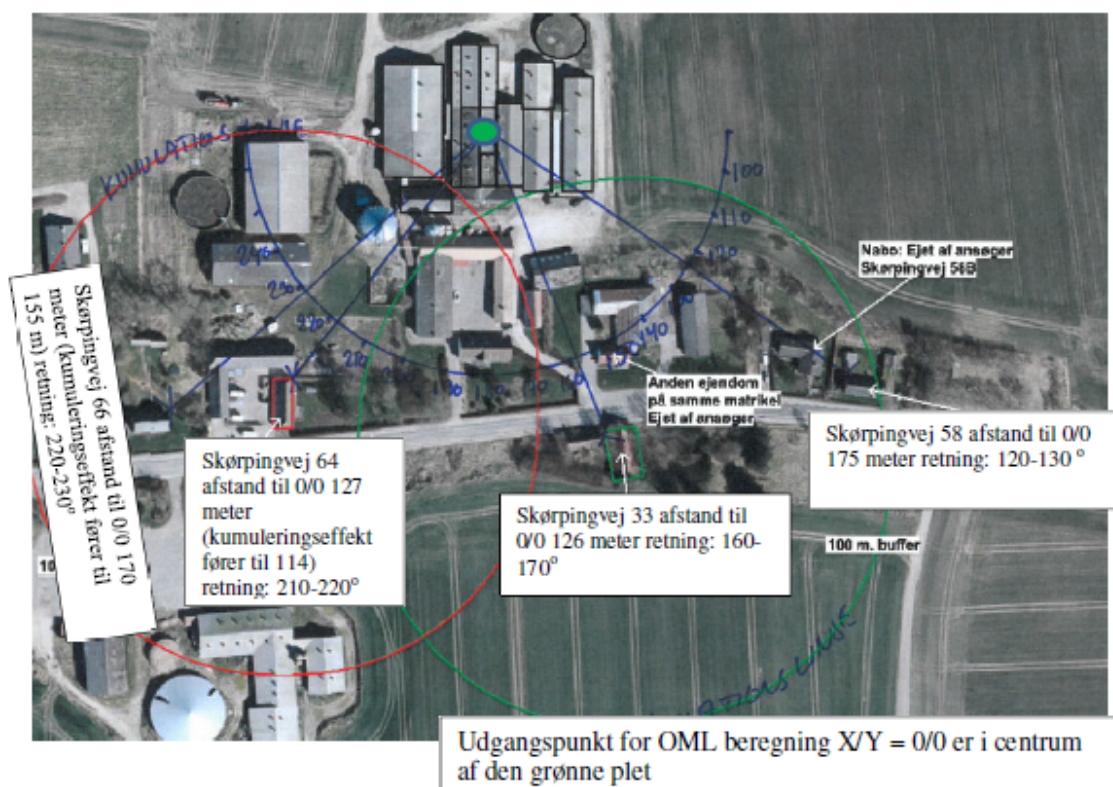 KUMULATIONS
100
110
120
Nabo: Ejet af ansøger
Skørpingvej 56B
240
230
220
210
140
Anden ejendom
på samme matrikel
Ejet af ansøger
Skørpingvej 66 afstand til 0/0 170
meter (kumuleringseffekt fører til
155 m) retning: 220-230°
Skørpingvej 64
afstand til 0/0 127
meter
(kumuleringseffekt
fører til 114)
retning: 210-220°
Skørpingvej 33 afstand til
0/0 126 meter retning: 160-
170°
Skørpingvej 58 afstand til 0/0
175 meter retning: 120-130 °
100 m. buffer
10
Udgangspunkt for OML beregning X/Y = 0/0 er i centrum
af den grønne plet